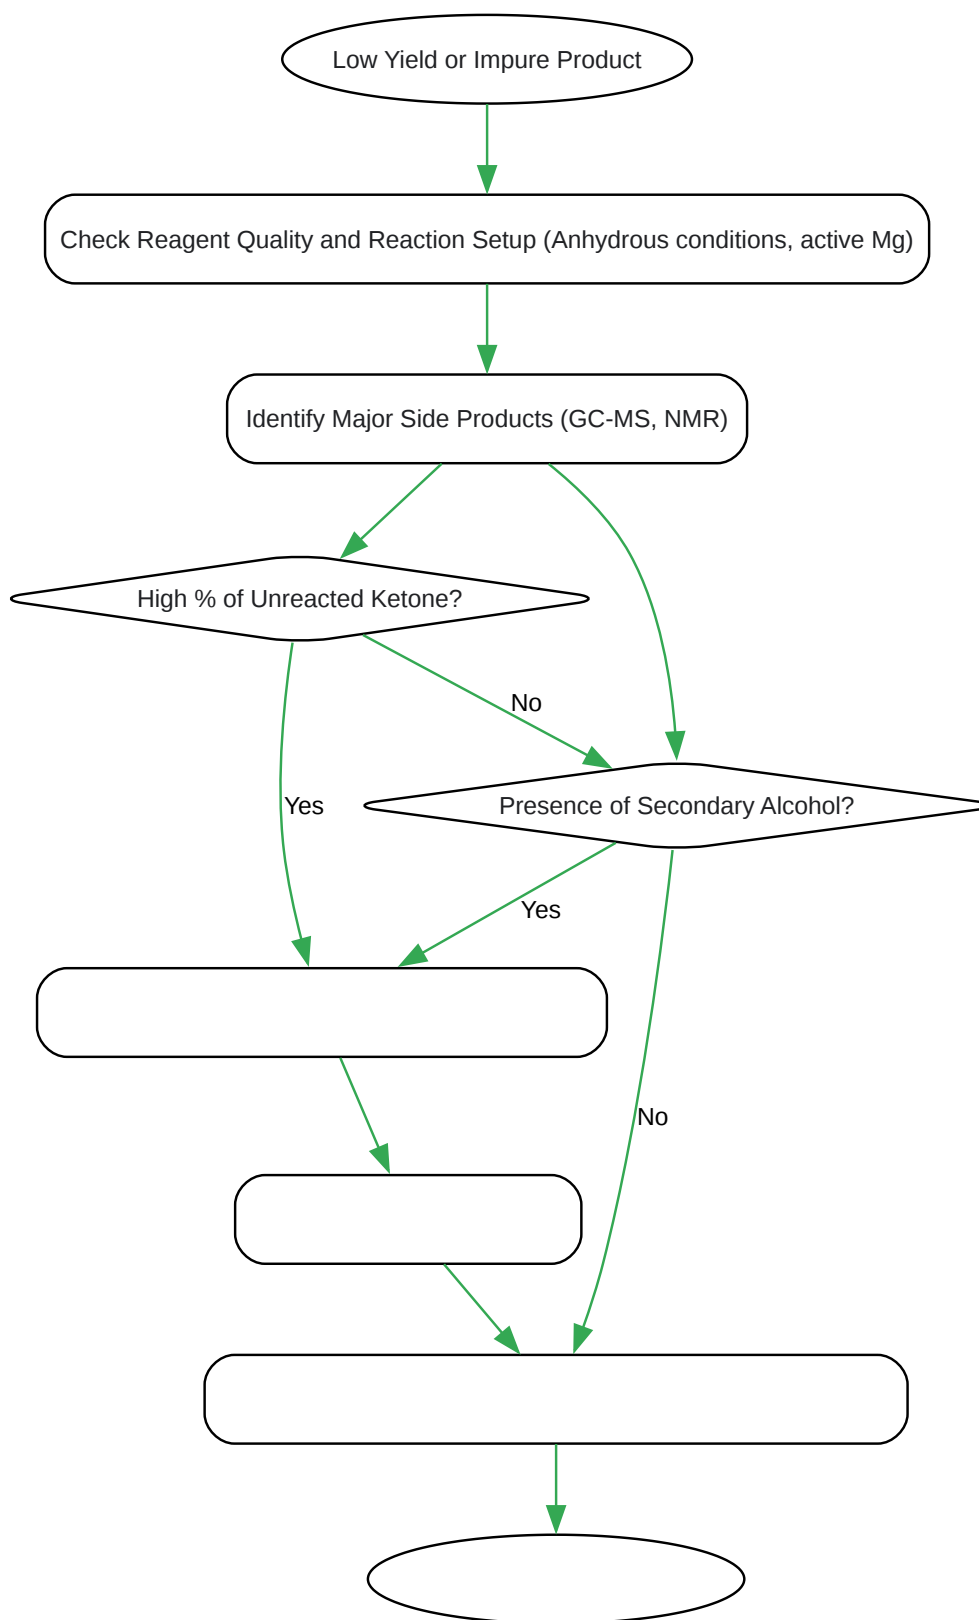 Low Yield or Impure Product
Check Reagent Quality and Reaction Setup (Anhydrous conditions, active Mg)
Identify Major Side Products (GC-MS, NMR)
High % of Unreacted Ketone?
No
Yes
Presence of Secondary Alcohol?
Yes
No